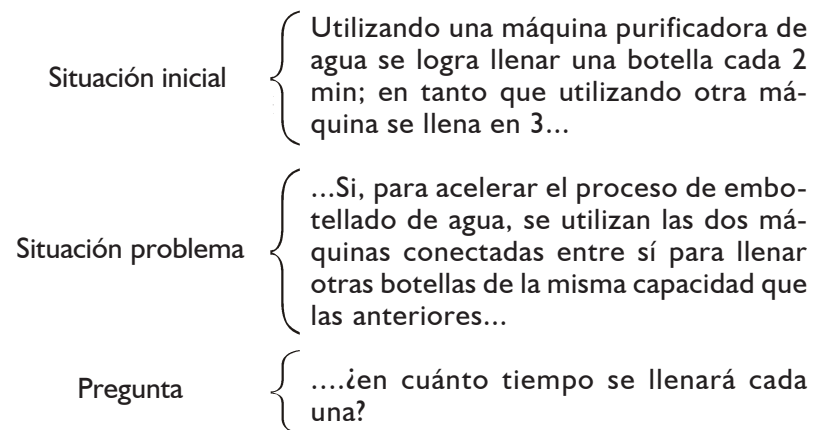 Situación inicial
Utilizando una máquina purificadora de
agua se logra llenar una botella cada 2
min; en tanto que utilizando otra má-
quina se llena en 3...
Situación problema
...Si, para acelerar el proceso de embo-
tellado de agua, se utilizan las dos má-
quinas conectadas entre sí para llenar
otras botellas de la misma capacidad que
las anteriores...
Pregunta
....¿en cuánto tiempo se llenará cada
una?